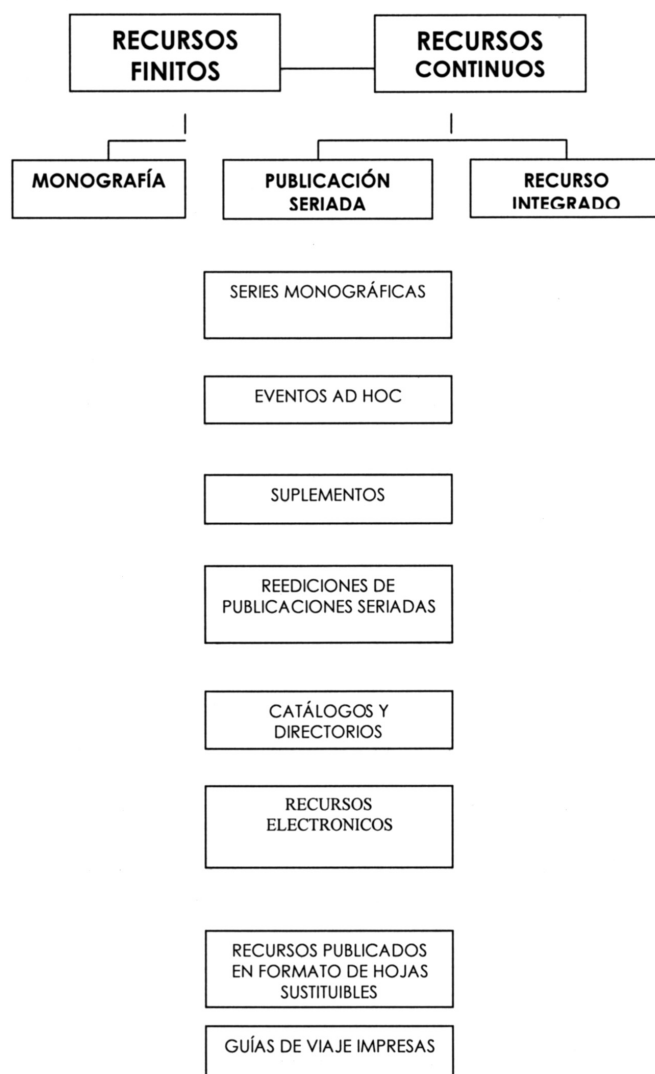 RECURSOS
FINITOS
RECURSOS
CONTINUOS
MONOGRAFÍA
PUBLICACIÓN
SERIADA
RECURSO
INTEGRADO
SERIES MONOGRÁFICAS
EVENTOS AD HOC
SUPLEMENTOS
REEDICIONES DE
PUBLICACIONES SERIADAS
CATÁLOGOS Y
DIRECTORIOS
RECURSOS
ELECTRONICOS
RECURSOS PUBLICADOS
EN FORMATO DE HOJAS
SUSTITUIBLES
GUÍAS DE VIAJE IMPRESAS